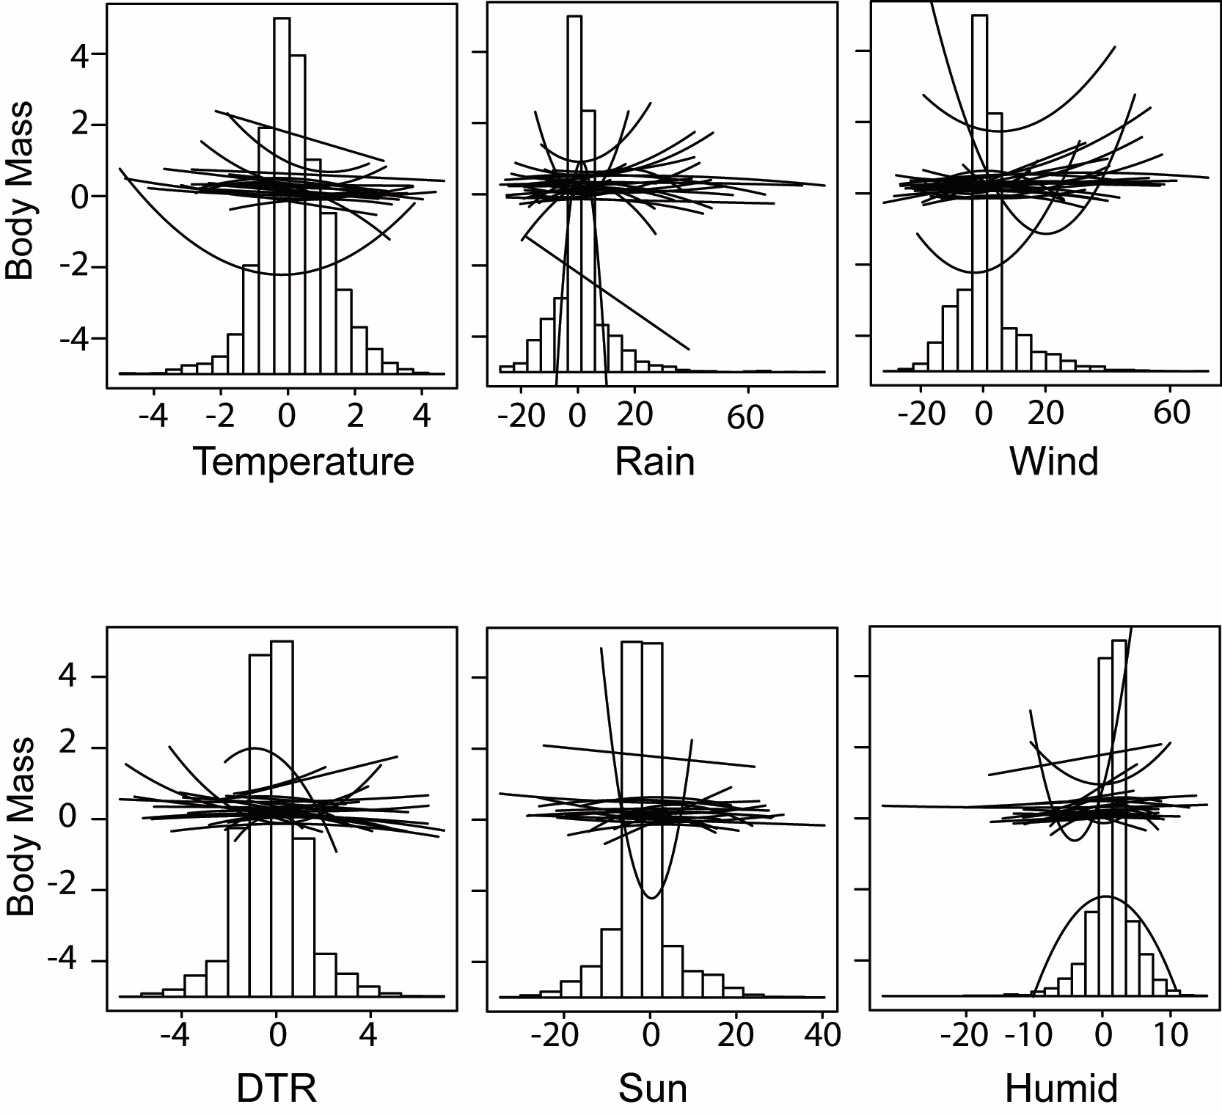 4
2
0
-2
-4
Body Mass
-4 -2 0 2 4
Temperature
-20 0 20 60
Rain
-20 0 20 60
Wind
4
2
0
-2
-4
Body Mass
-4 0 4
DTR
-20 0 20 40
Sun
-20 -10 0 10
Humid